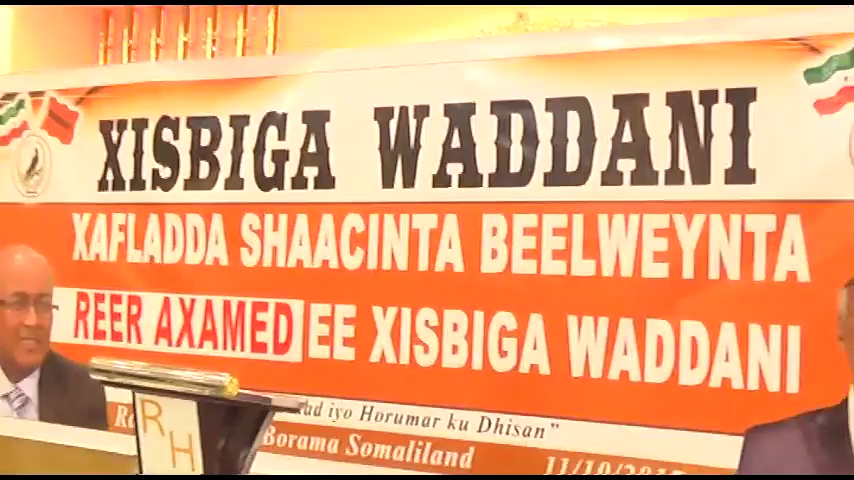 XISBIGA WADDANI
XAFLADDA SHAACINTA BEELWEYNTA
REER AXAMED EE XISBIGA WADDANI
iyo Horumar ku Dhisan"
Borama Somaliland
RH